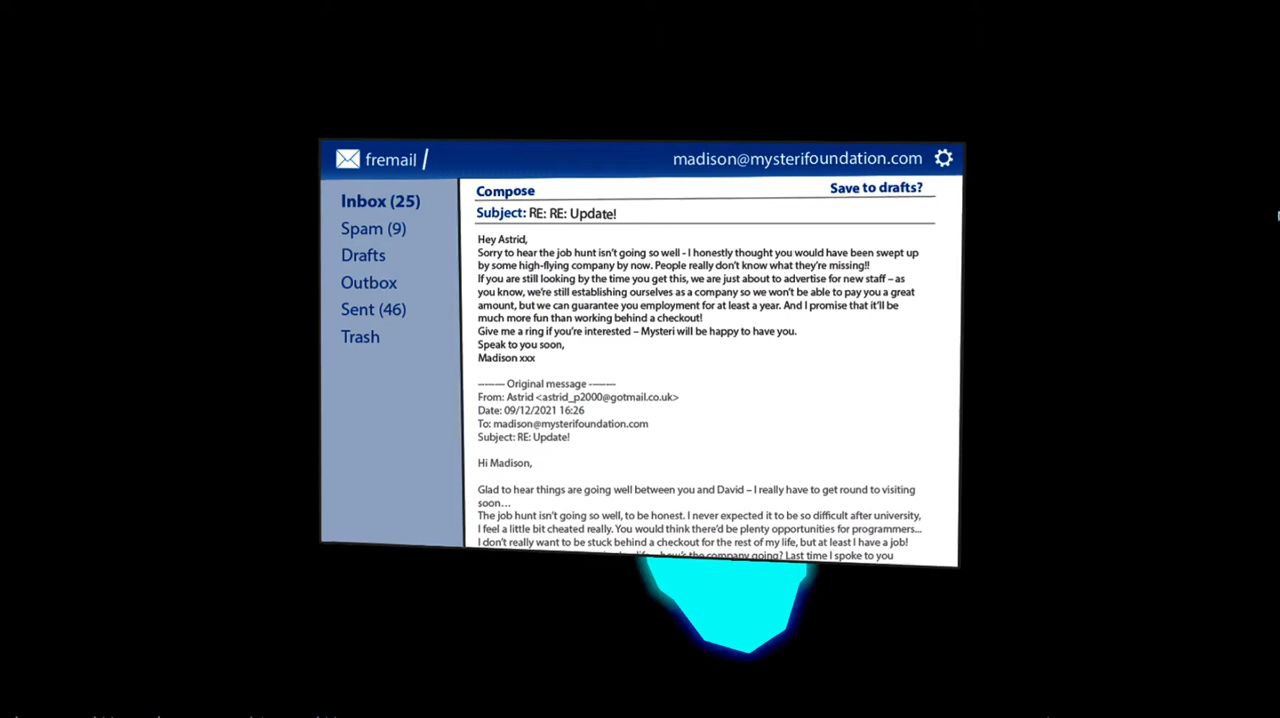 fremail /
madison@mysterifoundation.com
Inbox (25)
Spam (9)
Drafts
Outbox
Sent (46)
Trash
Compose
Save to drafts?
Subject: RE: RE: Update!
Hey Astrid,
Sorry to hear the job hunt isn't going so well - I honestly thought you would have been swept up
by some high-flying company by now. People really don't know what they're missing!!
If you are still looking by the time you get this, we are just about to advertise for new staff – as
you know, we're still establishing ourselves as a company so we won't be able to pay you a great
amount, but we can guarantee you employment for at least a year. And I promise that it'll be
much more fun than working behind a checkout!
Give me a ring if you're interested – Mysteri will be happy to have you.
Speak to you soon,
Madison xxx
-------- Original message --------
From: Astrid <astrid_p2000@gotmail.co.uk>
Date: 09/12/2021 16:26
To: madison@mysterifoundation.com
Subject: RE: Update!
Hi Madison,
Glad to hear things are going well between you and David – I really have to get round to visiting
soon…
The job hunt isn't going so well, to be honest. I never expected it to be so difficult after university,
I feel a little bit cheated really. You would think there'd be plenty opportunities for programmers...
I don't really want to be stuck behind a checkout for the rest of my life, but at least I have a job!
how's the company going? Last time I spoke to you